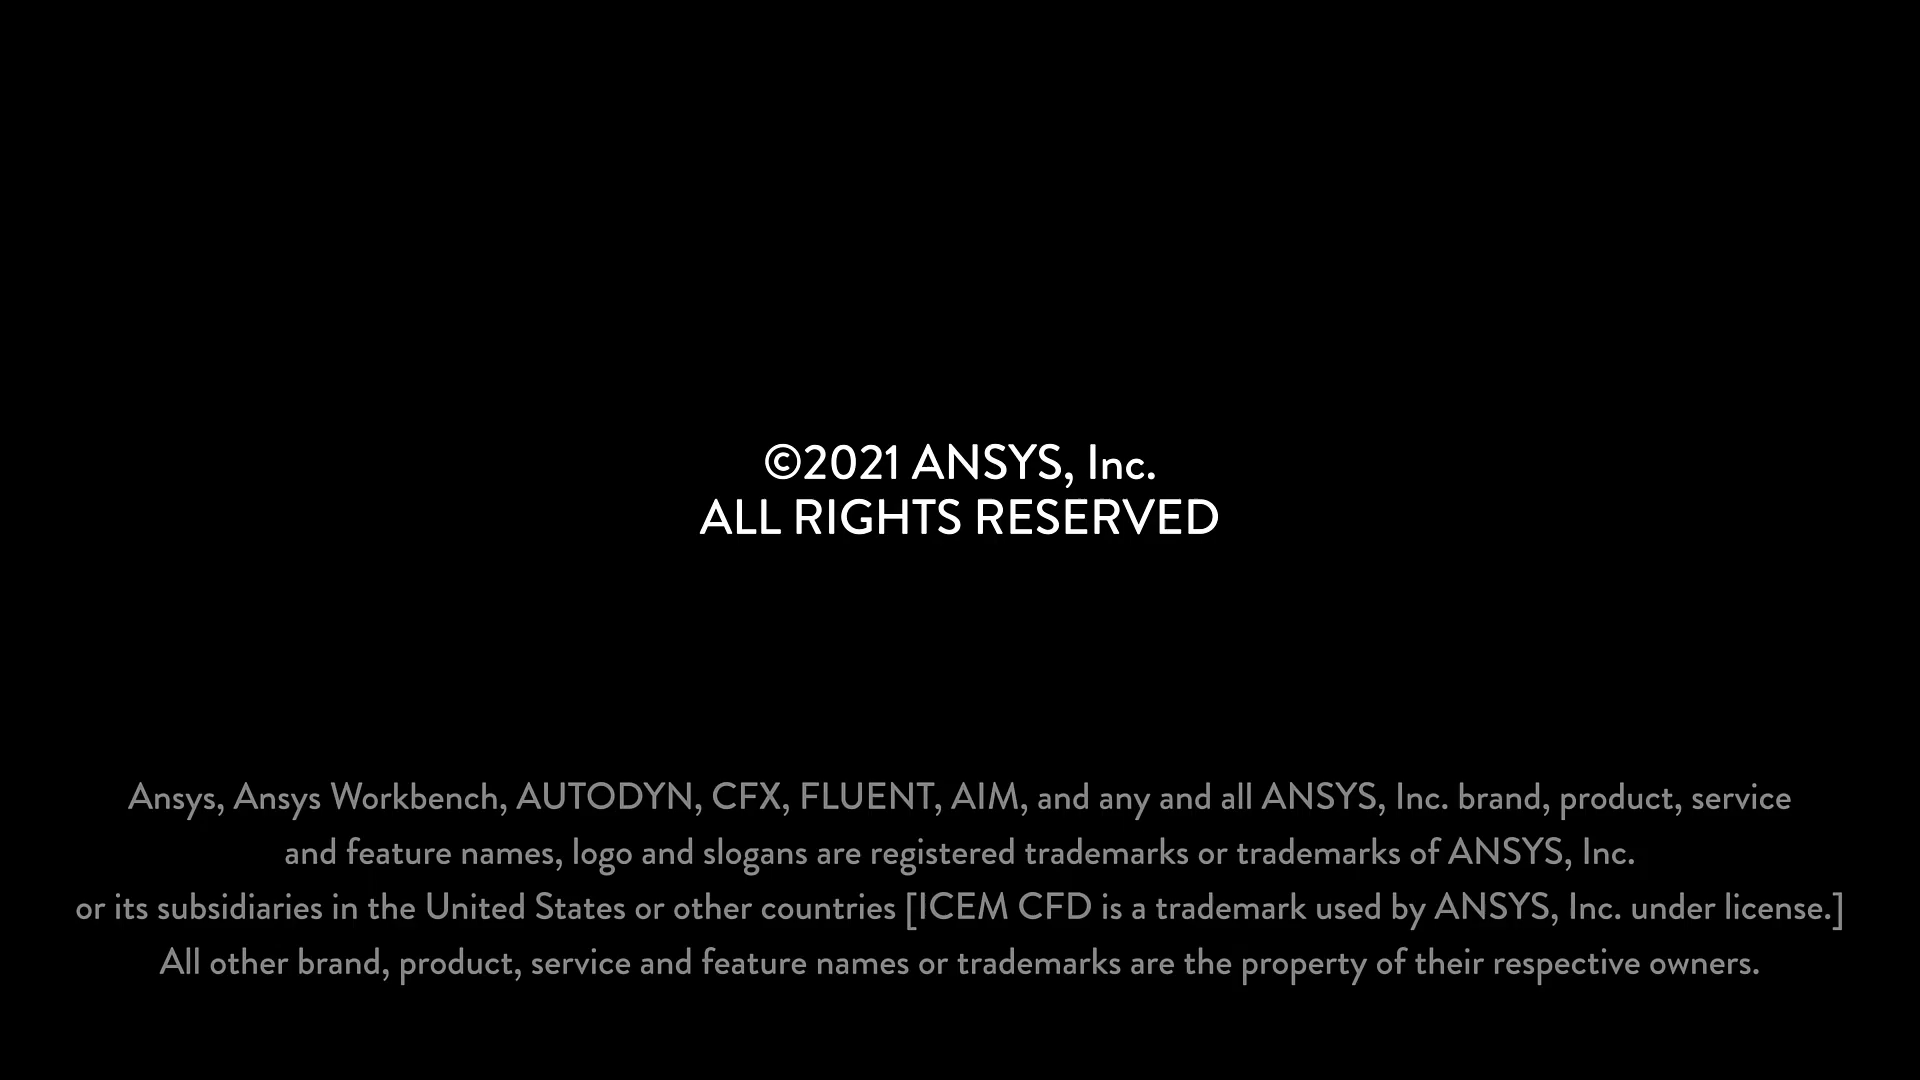 ©2021 ANSYS, Inc.
ALL RIGHTS RESERVED
Ansys, Ansys Workbench, AUTODYN, CFX, FLUENT, AIM, and any and all ANSYS, Inc. brand, product, service
and feature names, logo and slogans are registered trademarks or trademarks of ANSYS, Inc.
or its subsidiaries in the United States or other countries [ICEM CFD is a trademark used by ANSYS, Inc. under license.]
All other brand, product, service and feature names or trademarks are the property of their respective owners.